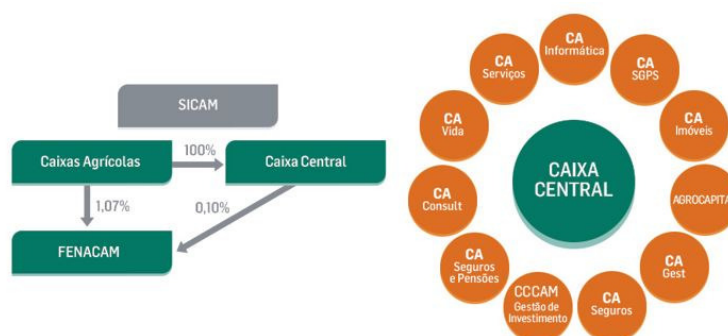 SICAM
Caixas Agrícolas
100%
Caixa Central
1,07%
0,10%
FENACAM
CAIXA
CENTRAL
CA
Informática
CA
SGPS
CA
Imóveis
AGROCAPITA
CA
Gest
CA
Seguros
CCCAM
Gestão de
Investimento
CA
Seguros
e Pensões
CA
Consult
CA
Vida
CA
Serviços